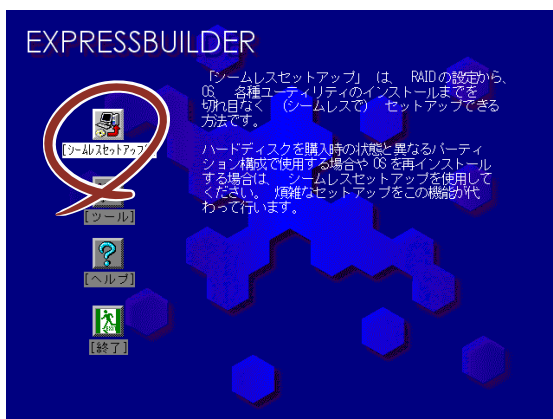 EXPRESSBUILDER
「シームレスセットアップ」 は、 RAIDの設定から、
OS、 各種ユーティリティのインストールまでを
切れ目なく （シームレスで） セットアップできる
方法です。
ハードディスクを購入時の状態と異なるパーティ
ション構成で使用する場合や OSを再インストール
する場合は、 シームレスセットアップを使用して
ください。 煩雑なセットアップをこの機能が代
わって行います。
[シームレスセットアップ]
[ツール]
[ヘルプ]
[終了]